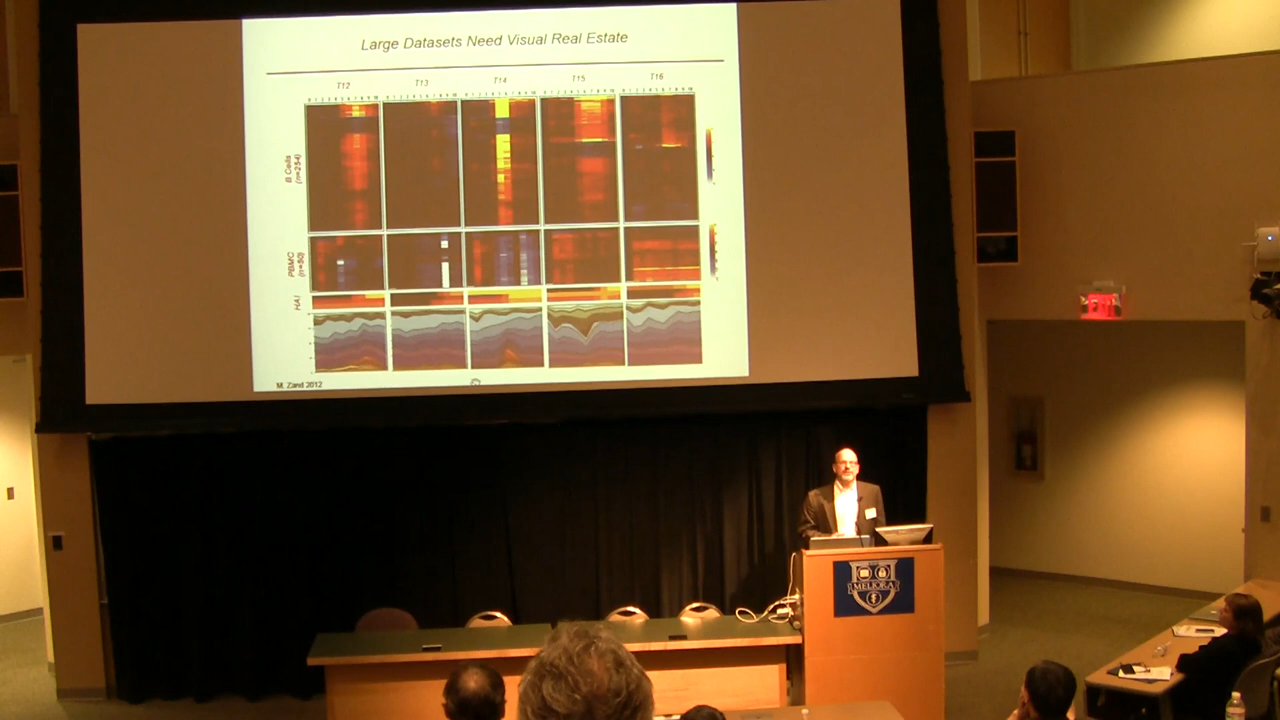 Large Datasets Need Visual Real Estate
T12 T13 T14 T15 T16
B Cells
(n=254)
PBMC
(n=50)
HAI
M. Zand 2012
MELIORA